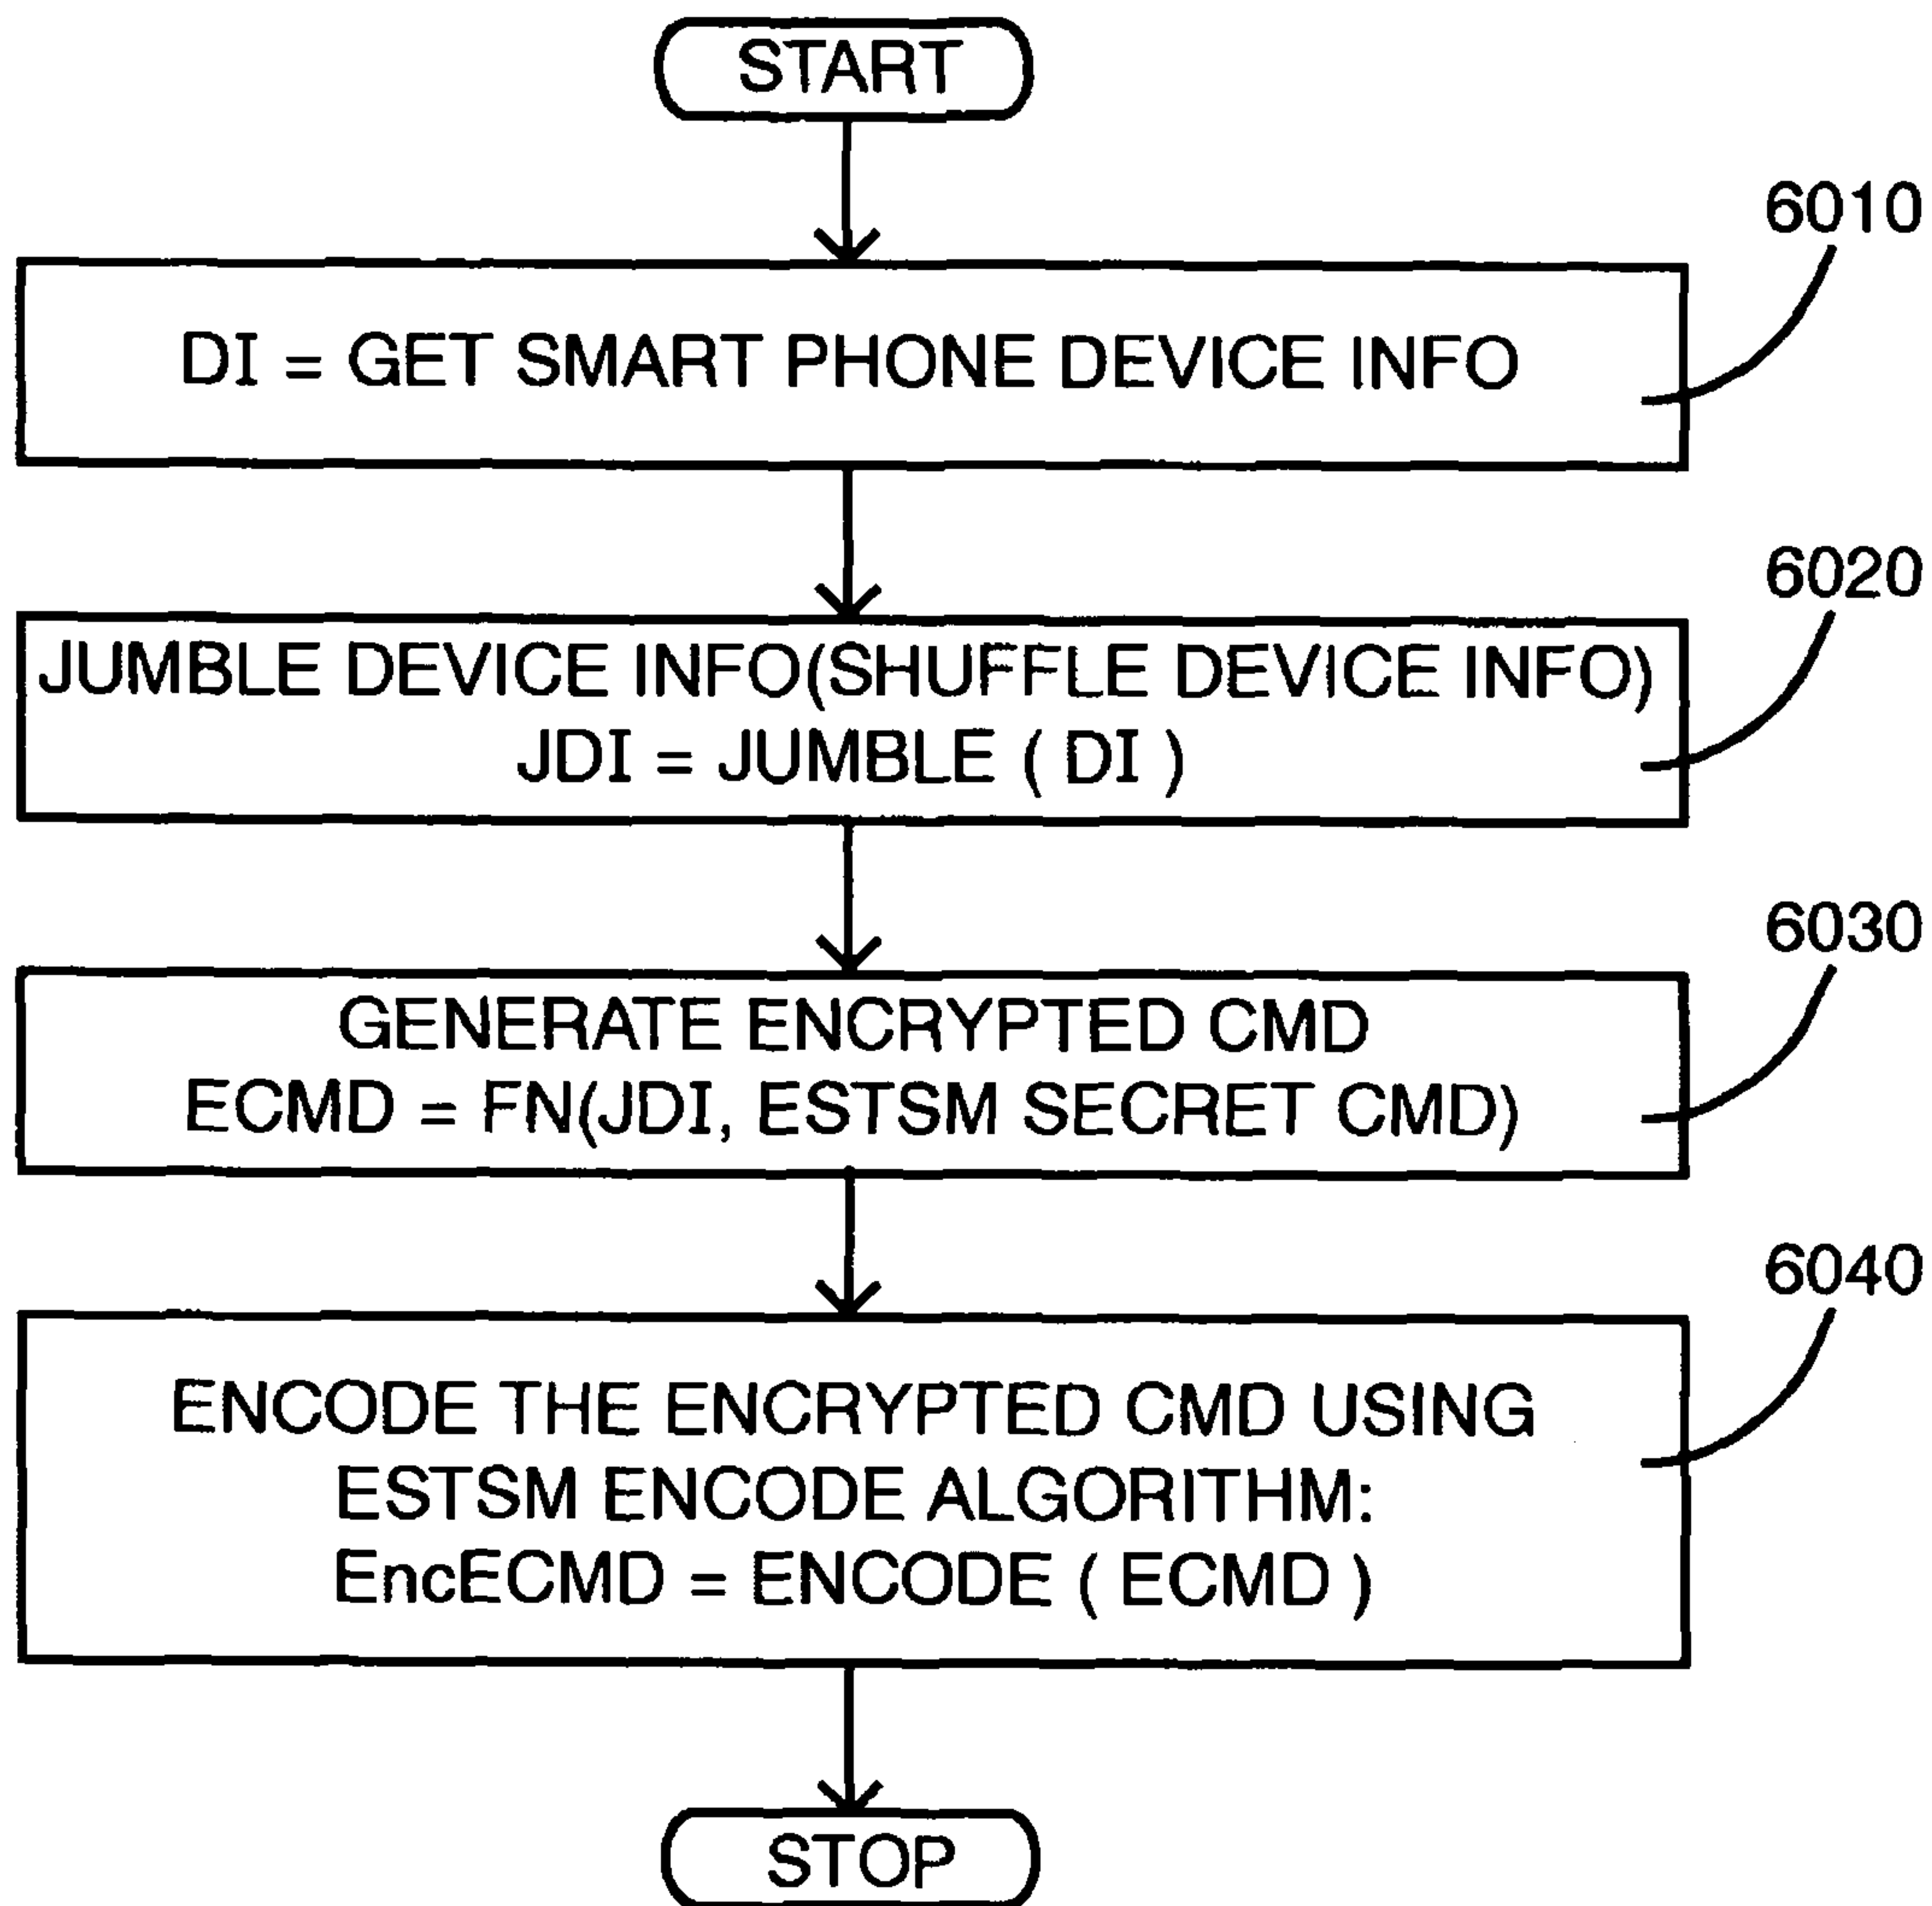 START
6010
DI = GET SMART PHONE DEVICE INFO
6020
JUMBLE DEVICE INFO(SHUFFLE DEVICE INFO)
JDI = JUMBLE ( DI )
6030
GENERATE ENCRYPTED CMD
ECMD = FN(JDI, ESTSM SECRET CMD)
6040
ENCODE THE ENCRYPTED CMD USING
ESTSM ENCODE ALGORITHM:
EncECMD = ENCODE ( ECMD )
STOP